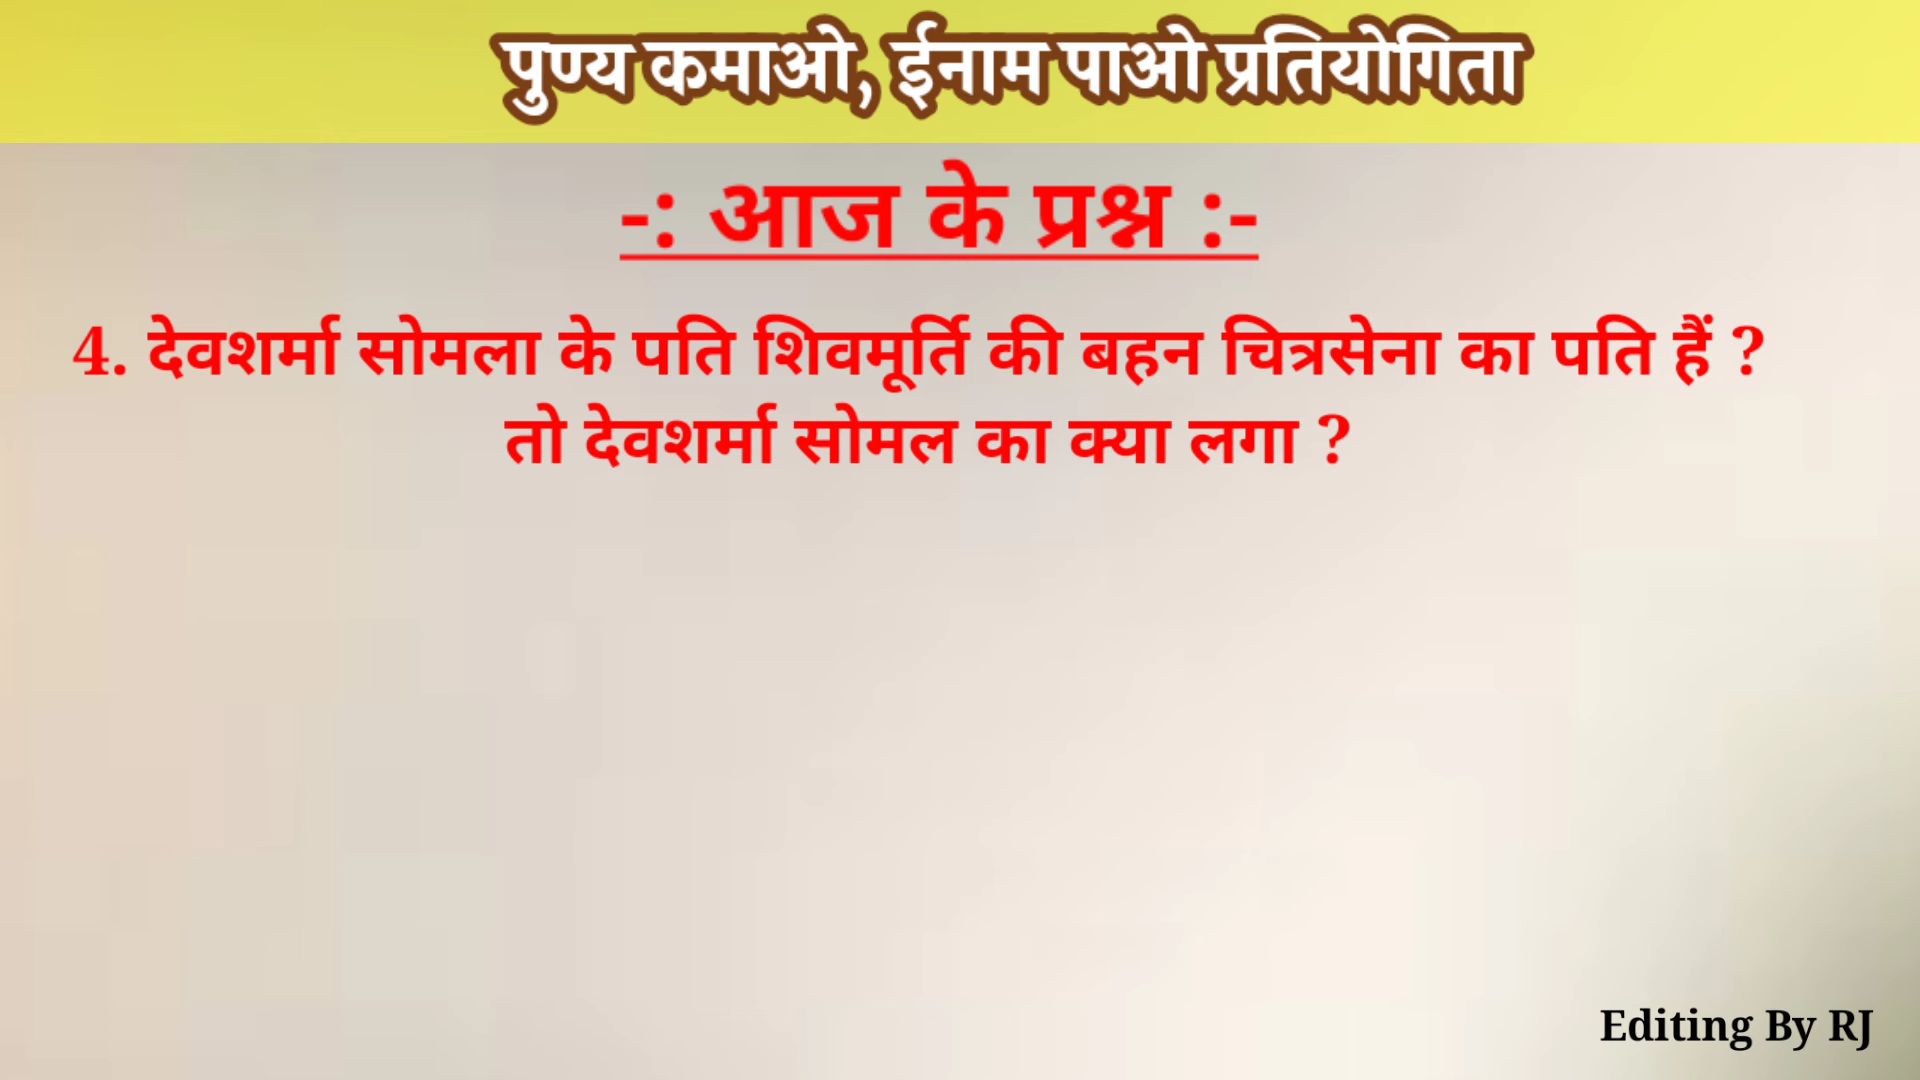 पुण्य कमाओ, ईनाम पाओ प्रतियोगिता
-: आज के प्रश्न :-
4. देवशर्मा सोमला के पति शिवमूर्ति की बहन चित्रसेना का पति हैं ?
तो देवशर्मा सोमल का क्या लगा ?
Editing By RJ